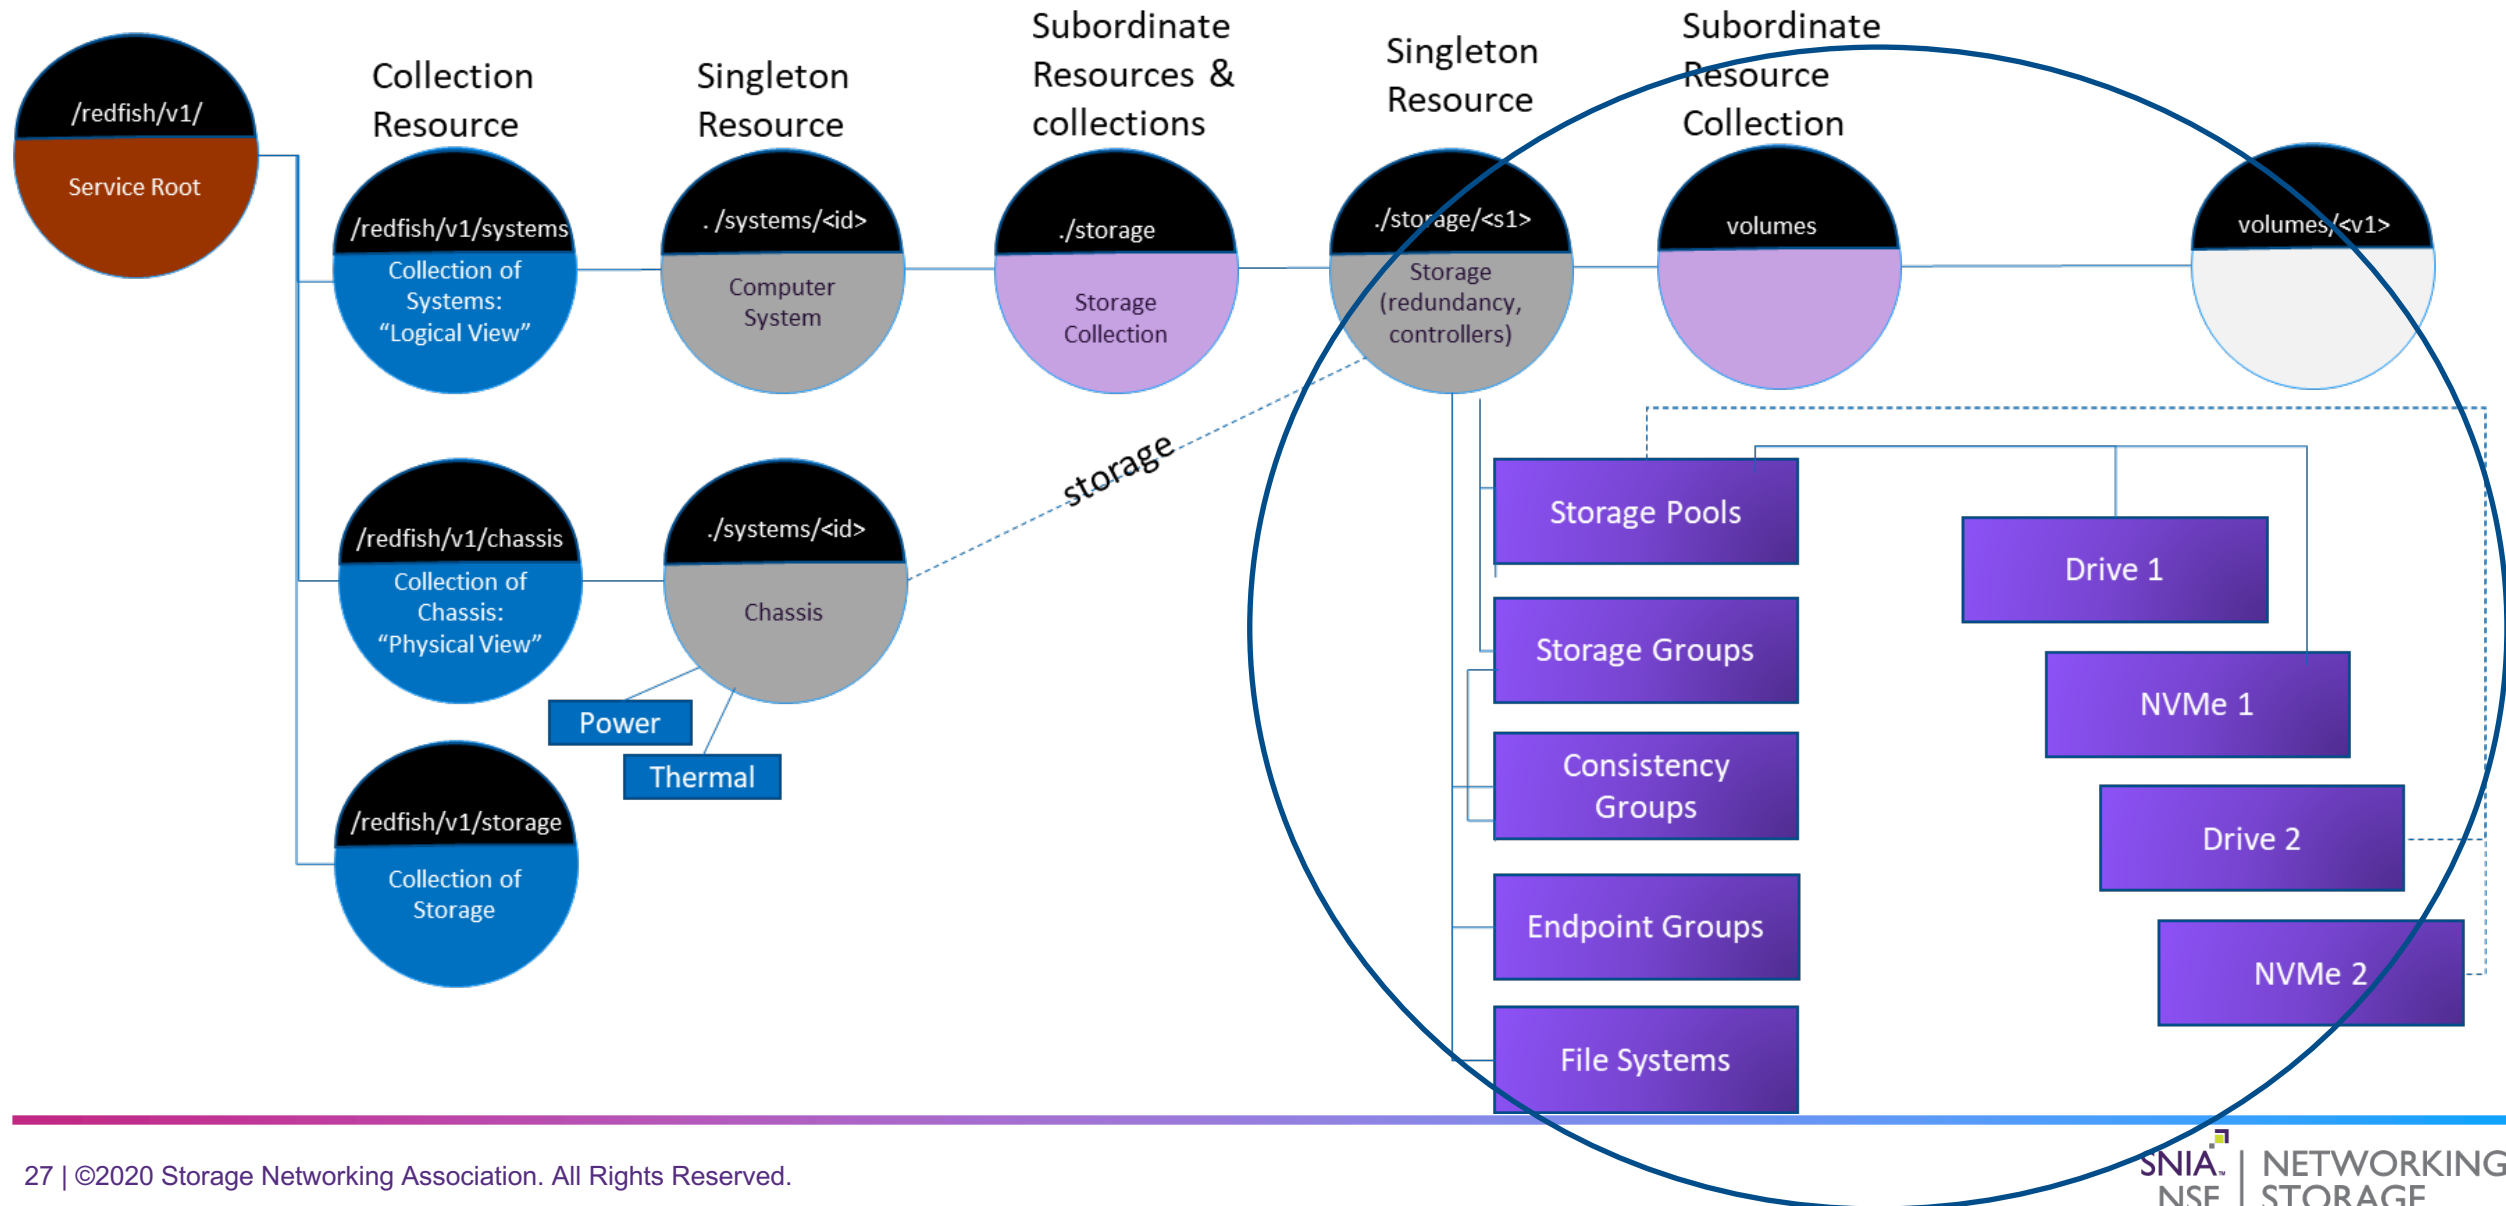 /redfish/v1/
Service Root
Collection
Resource
/redfish/v1/systems
Collection of
Systems:
“Logical View”
Singleton
Resource
. /systems/<id>
Computer
System
Subordinate
Resources &
collections
./storage
Storage
Collection
Singleton
Resource
./storage/<s1>
Storage
(redundancy,
controllers)
Subordinate
Resource
Collection
volumes
volumes/<v1>
/redfish/v1/chassis
Collection of
Chassis:
“Physical View”
./systems/<id>
Chassis
storage
Power
Thermal
/redfish/v1/storage
Collection of
Storage
Storage Pools
Storage Groups
Consistency
Groups
Endpoint Groups
File Systems
Drive 1
NVMe 1
Drive 2
NVMe 2
27 | ©2020 Storage Networking Association. All Rights Reserved.
SNIA™ | NETWORKING
NSF | STORAGE